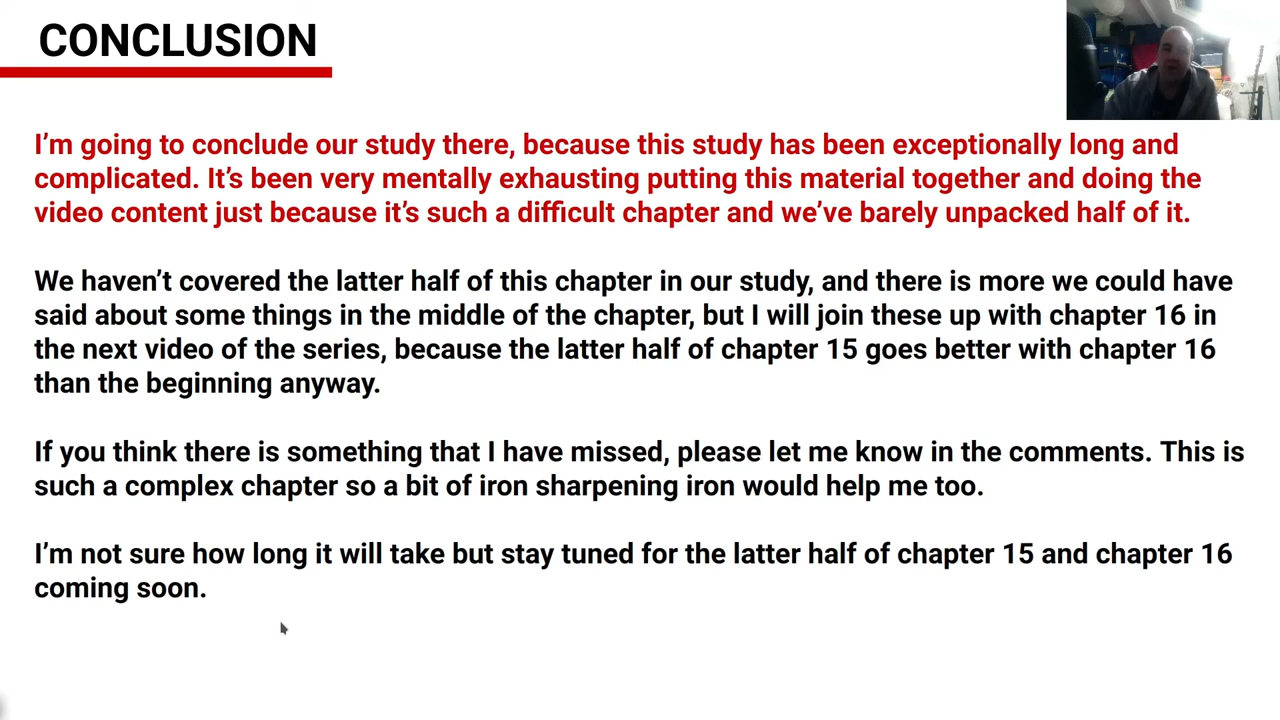 CONCLUSION
I’m going to conclude our study there, because this study has been exceptionally long and
complicated. It’s been very mentally exhausting putting this material together and doing the
video content just because it’s such a difficult chapter and we’ve barely unpacked half of it.
We haven’t covered the latter half of this chapter in our study, and there is more we could have
said about some things in the middle of the chapter, but I will join these up with chapter 16 in
the next video of the series, because the latter half of chapter 15 goes better with chapter 16
than the beginning anyway.
If you think there is something that I have missed, please let me know in the comments. This is
such a complex chapter so a bit of iron sharpening iron would help me too.
I’m not sure how long it will take but stay tuned for the latter half of chapter 15 and chapter 16
coming soon.